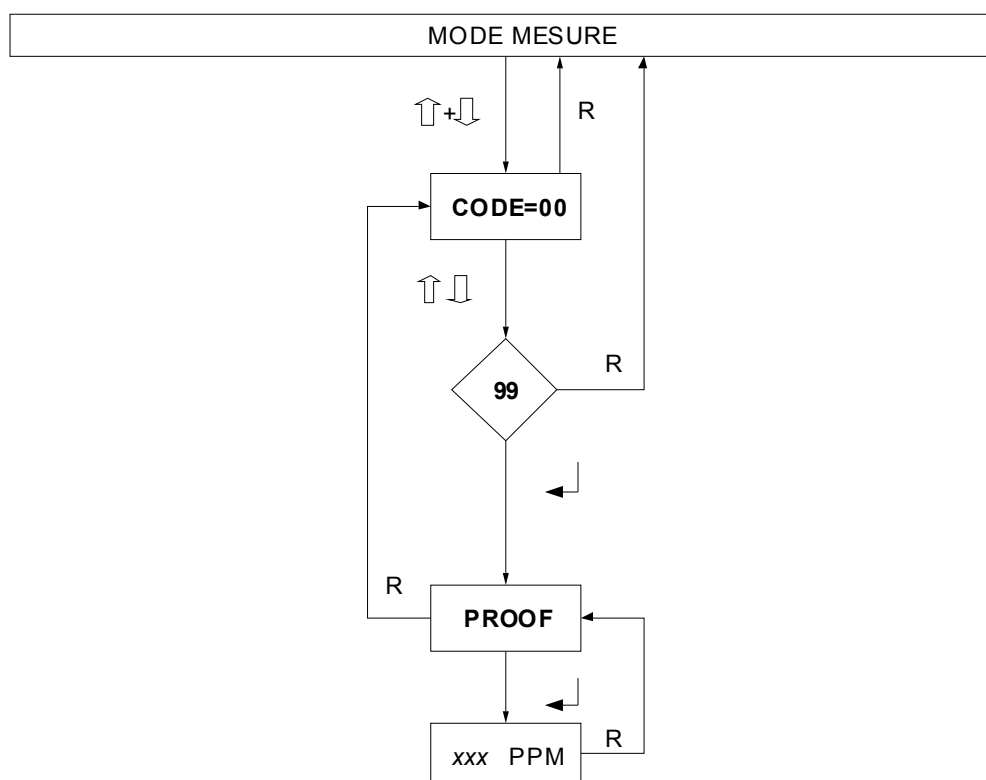 MODE MESURE
⇧+⇩
R
CODE=00
⇧ ⇩
R
99
R
PROOF
R
xxx PPM